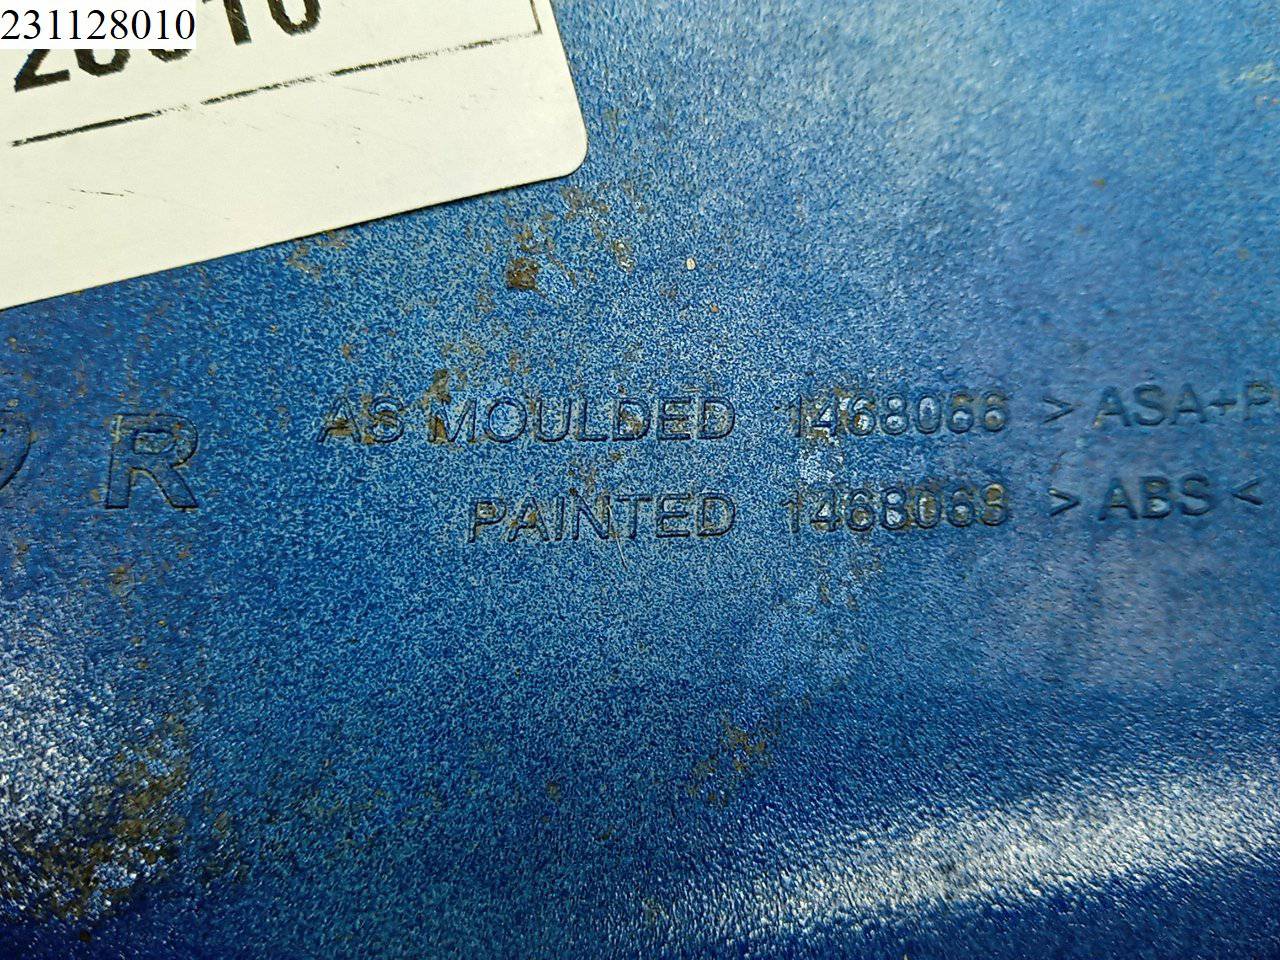 231128010
AS MOULDED 1468066 > ASA+P
R
PAINTED 1468068 > ABS <